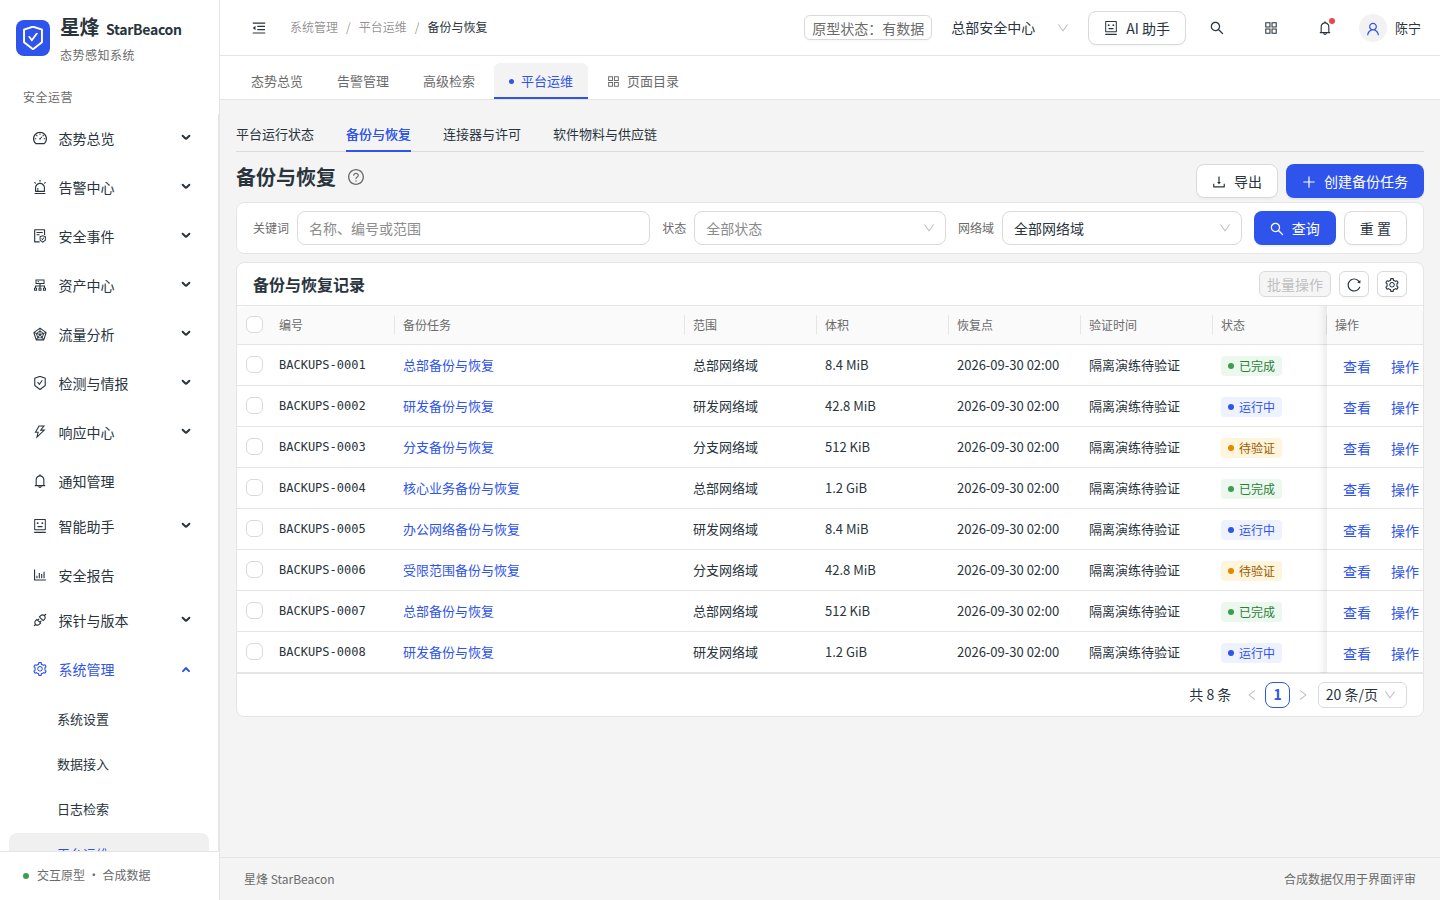 星烽 StarBeacon
态势感知系统
安全运营
态势总览
告警中心
安全事件
资产中心
流量分析
检测与情报
响应中心
通知管理
智能助手
安全报告
探针与版本
系统管理
系统设置
数据接入
日志检索
平台运维
交互原型 · 合成数据
系统管理 / 平台运维 / 备份与恢复
原型状态：有数据
总部安全中心
AI 助手
陈宁
态势总览 告警管理 高级检索 平台运维 页面目录
平台运行状态 备份与恢复 连接器与许可 软件物料与供应链
备份与恢复
导出 创建备份任务
关键词 名称、编号或范围 状态 全部状态 网络域 全部网络域 查询 重 置
备份与恢复记录 批量操作
编号 备份任务 范围 体积 恢复点 验证时间 状态 操作
BACKUPS-0001 总部备份与恢复 总部网络域 8.4 MiB 2026-09-30 02:00 隔离演练待验证 已完成 查看 操作
BACKUPS-0002 研发备份与恢复 研发网络域 42.8 MiB 2026-09-30 02:00 隔离演练待验证 运行中 查看 操作
BACKUPS-0003 分支备份与恢复 分支网络域 512 KiB 2026-09-30 02:00 隔离演练待验证 待验证 查看 操作
BACKUPS-0004 核心业务备份与恢复 总部网络域 1.2 GiB 2026-09-30 02:00 隔离演练待验证 已完成 查看 操作
BACKUPS-0005 办公网络备份与恢复 研发网络域 8.4 MiB 2026-09-30 02:00 隔离演练待验证 运行中 查看 操作
BACKUPS-0006 受限范围备份与恢复 分支网络域 42.8 MiB 2026-09-30 02:00 隔离演练待验证 待验证 查看 操作
BACKUPS-0007 总部备份与恢复 总部网络域 512 KiB 2026-09-30 02:00 隔离演练待验证 已完成 查看 操作
BACKUPS-0008 研发备份与恢复 研发网络域 1.2 GiB 2026-09-30 02:00 隔离演练待验证 运行中 查看 操作
共 8 条 1 20 条/页
星烽 StarBeacon
合成数据仅用于界面评审